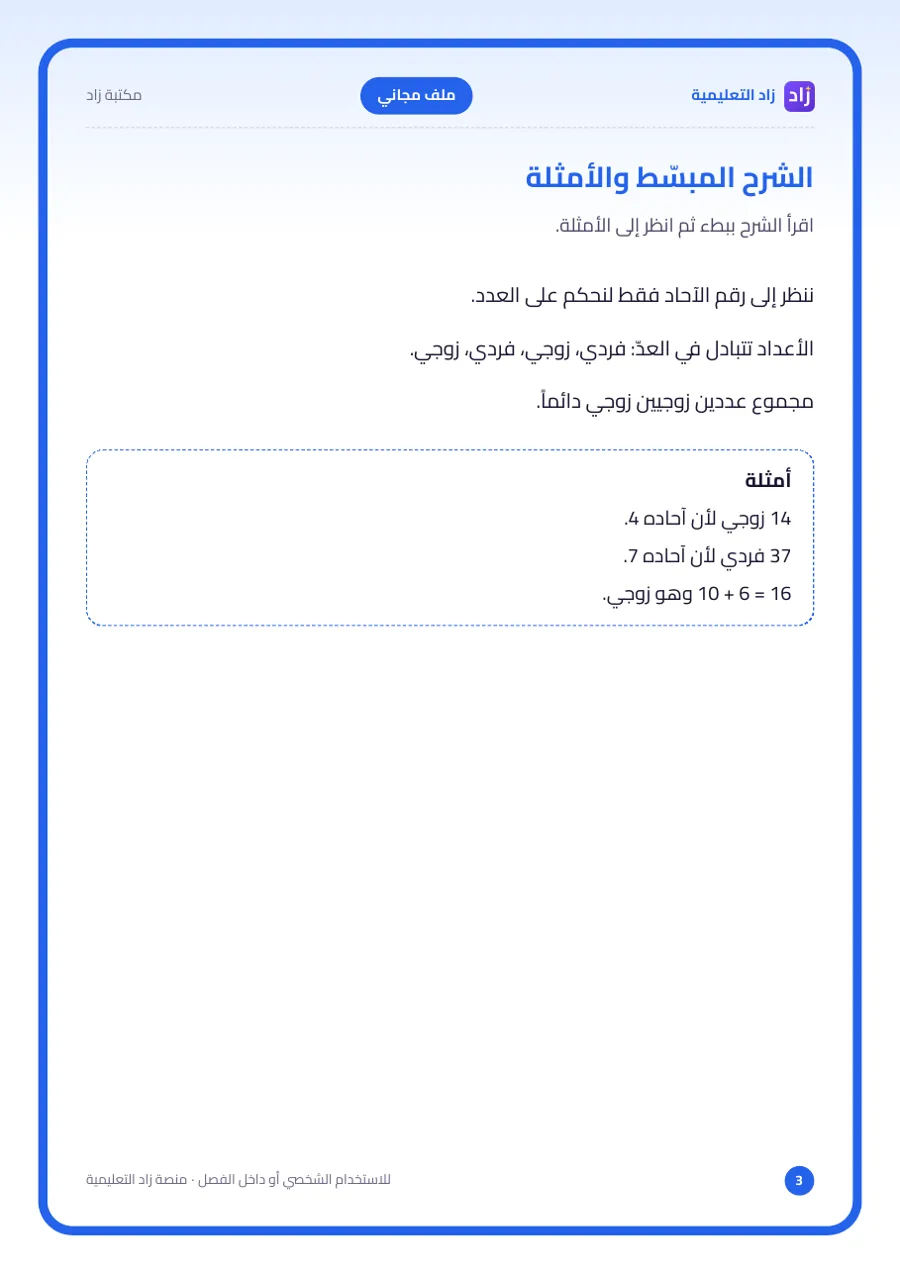 زاد
زاد التعليمية
ملف مجاني
مكتبة زاد
الشرح المبسّط والأمثلة
اقرأ الشرح ببطء ثم انظر إلى الأمثلة.
ننظر إلى رقم الآحاد فقط لنحكم على العدد.
الأعداد تتبادل في العدّ: فردي، زوجي، فردي، زوجي.
مجموع عددين زوجيين زوجي دائماً.
أمثلة
14 زوجي لأن آحاده 4.
37 فردي لأن آحاده 7.
16 = 6 + 10 وهو زوجي.
3
للاستخدام الشخصي أو داخل الفصل · منصة زاد التعليمية